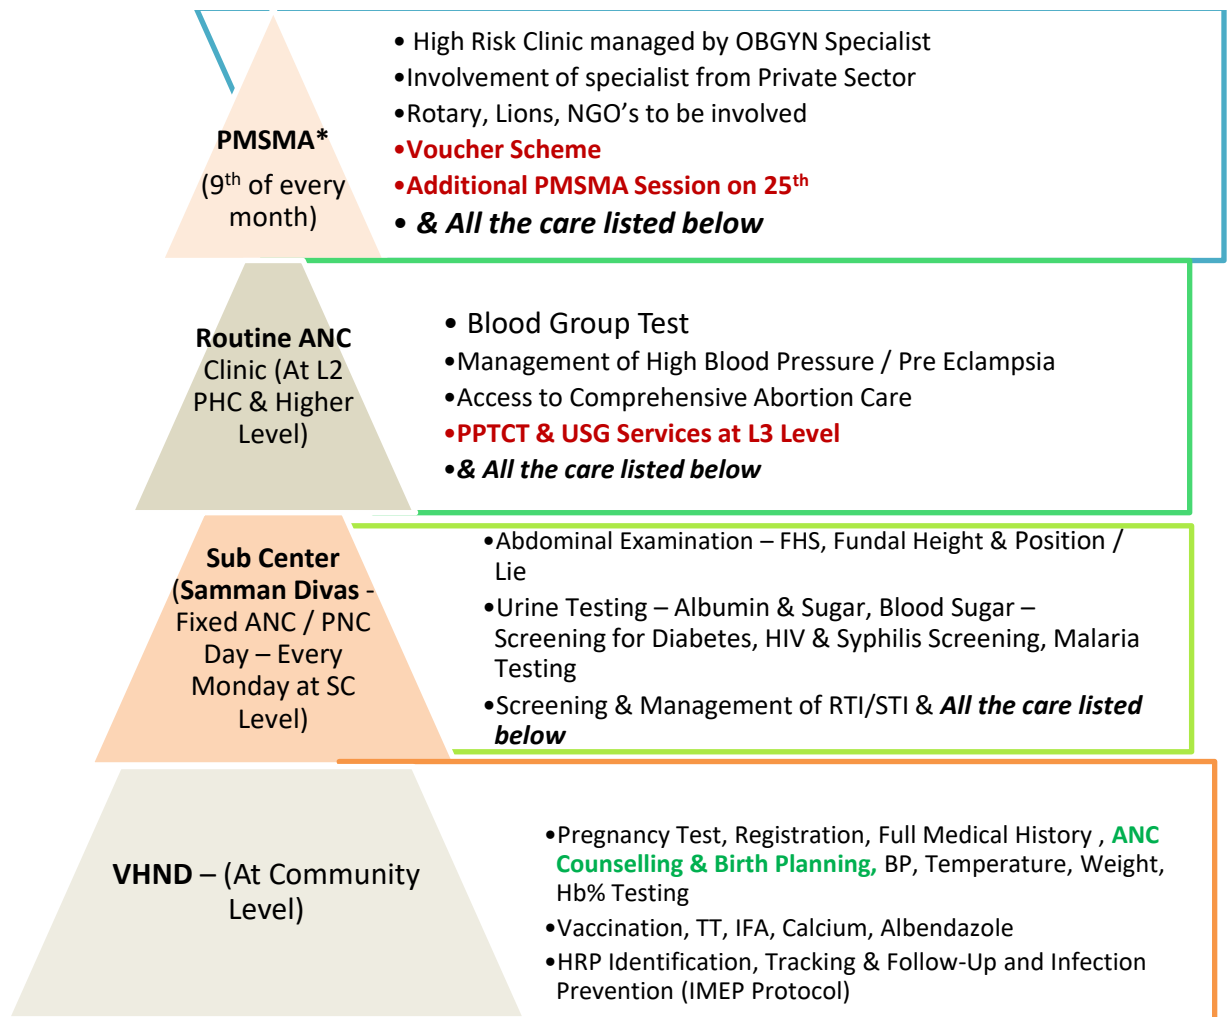 PMSMA*
(9th of every
month)
• High Risk Clinic managed by OBGYN Specialist
•Involvement of specialist from Private Sector
•Rotary, Lions, NGO’s to be involved
•Voucher Scheme
•Additional PMSMA Session on 25th
• & All the care listed below
Routine ANC
Clinic (At L2
PHC & Higher
Level)
• Blood Group Test
•Management of High Blood Pressure / Pre Eclampsia
•Access to Comprehensive Abortion Care
•PPTCT & USG Services at L3 Level
•& All the care listed below
Sub Center
(Samman Divas -
Fixed ANC / PNC
Day – Every
Monday at SC
Level)
•Abdominal Examination – FHS, Fundal Height & Position /
Lie
•Urine Testing – Albumin & Sugar, Blood Sugar –
Screening for Diabetes, HIV & Syphilis Screening, Malaria
Testing
•Screening & Management of RTI/STI & All the care listed
below
VHND – (At Community
Level)
•Pregnancy Test, Registration, Full Medical History , ANC
Counselling & Birth Planning, BP, Temperature, Weight,
Hb% Testing
•Vaccination, TT, IFA, Calcium, Albendazole
•HRP Identification, Tracking & Follow-Up and Infection
Prevention (IMEP Protocol)